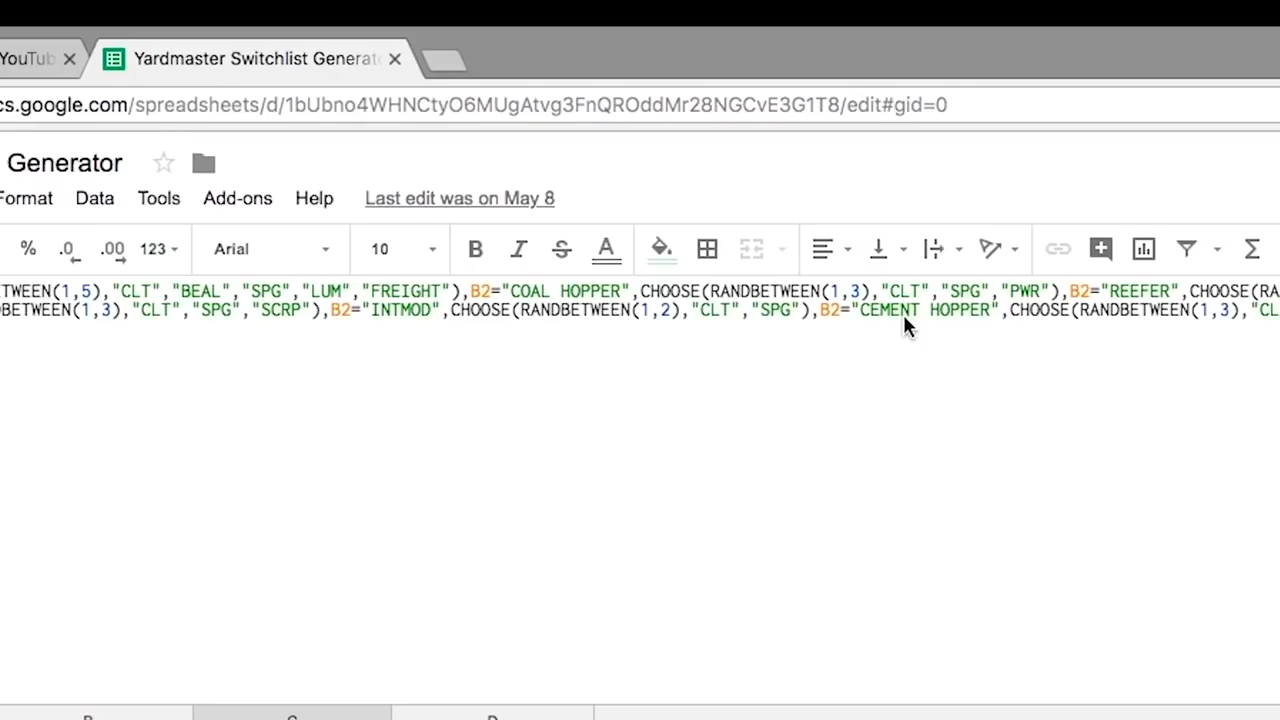 YouTub
Yardmaster Switchlist Generat
cs.google.com/spreadsheets/d/1bUbno4WHNCtyO6MUgAtvg3FnQROddMr28NGCvE3G1T8/edit#gid=0
Generator
Format Data Tools Add-ons Help Last edit was on May 8
% .0 .00 123 Arial 10 B I S A Σ
TWEEN(1,5),"CLT","BEAL","SPG","LUM","FREIGHT"),B2="COAL HOPPER",CHOOSE(RANDBETWEEN(1,3),"CLT","SPG","PWR"),B2="REEFER",CHOOSE(RA
BETWEEN(1,3),"CLT","SPG","SCRP"),B2="INTMOD",CHOOSE(RANDBETWEEN(1,2),"CLT","SPG"),B2="CEMENT HOPPER",CHOOSE(RANDBETWEEN(1,3),"CL
B C D